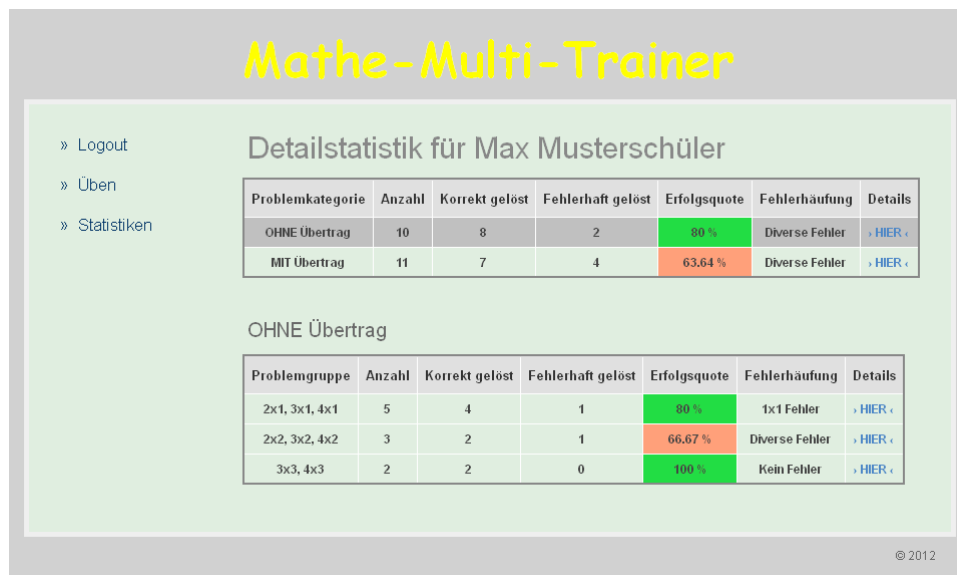 Mathe-Multi-Trainer
» Logout
» Üben
» Statistiken
Detailstatistik für Max Musterschüler
Problemkategorie Anzahl Korrekt gelöst Fehlerhaft gelöst Erfolgsquote Fehlerhäufung Details
OHNE Übertrag 10 8 2 80 % Diverse Fehler › HIER ‹
MIT Übertrag 11 7 4 63.64 % Diverse Fehler › HIER ‹
OHNE Übertrag
Problemgruppe Anzahl Korrekt gelöst Fehlerhaft gelöst Erfolgsquote Fehlerhäufung Details
2x1, 3x1, 4x1 5 4 1 80 % 1x1 Fehler › HIER ‹
2x2, 3x2, 4x2 3 2 1 66.67 % Diverse Fehler › HIER ‹
3x3, 4x3 2 2 0 100 % Kein Fehler › HIER ‹
© 2012